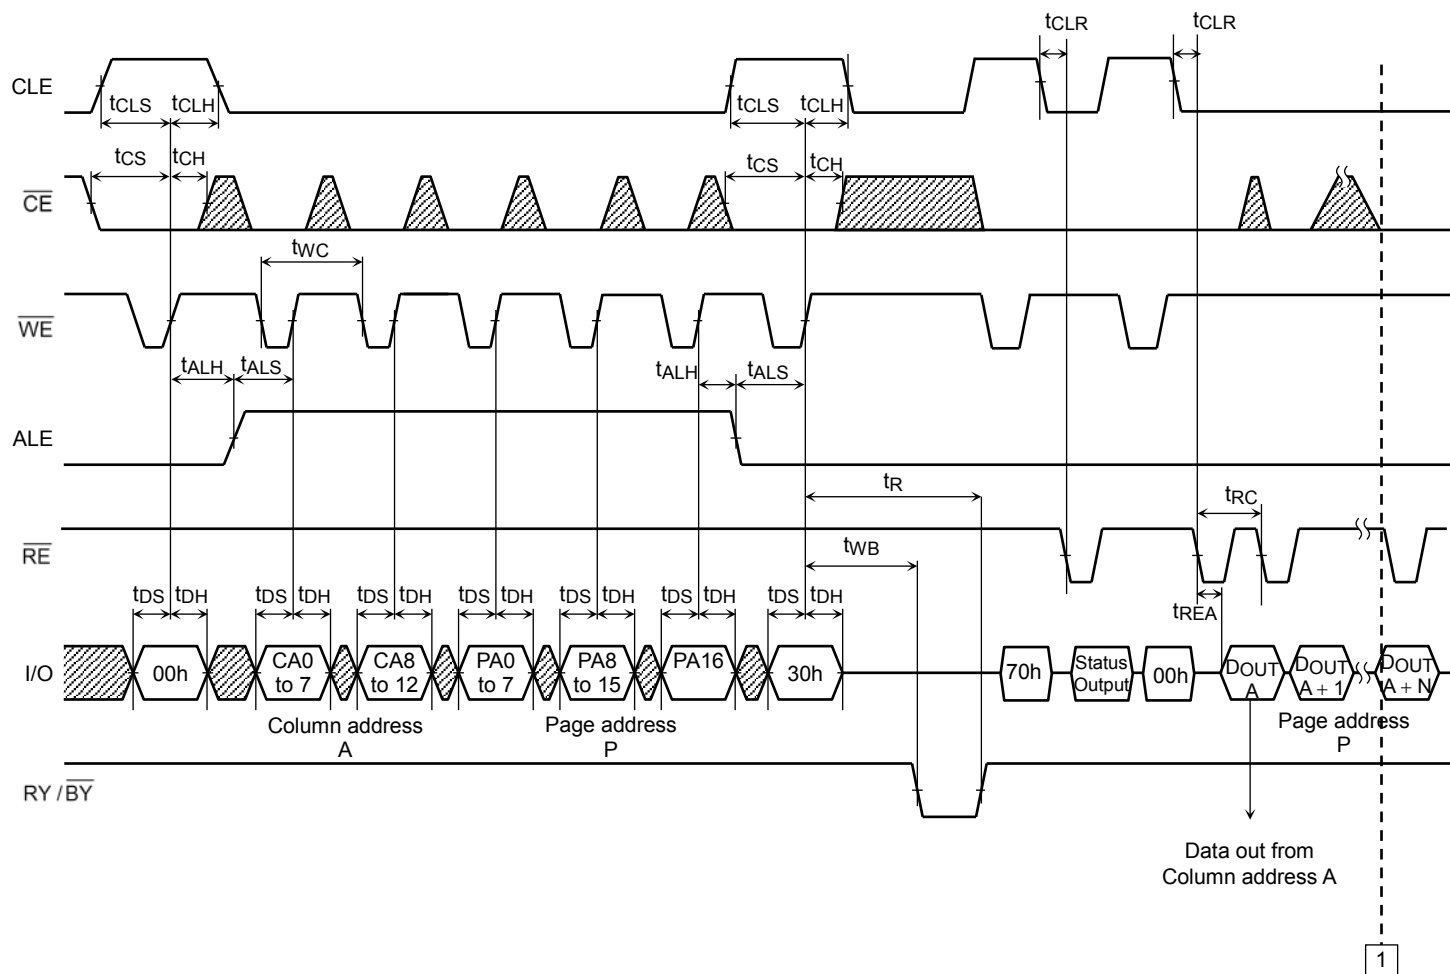 tCLR tCLR
CLE
tCLS tCLH tCLS tCLH
tCS tCH tCS tCH
CE
tWC
WE
tALH tALS tALH tALS
ALE
tR
tRC
RE
tWB
tDS tDH tDS tDH tDS tDH tDS tDH tDS tDH tDS tDH tDS tDH
tREA
I/O
00h
CA0
to 7
CA8
to 12
PA0
to 7
PA8
to 15
PA16
30h
70h
Status
Output
00h
DOUT
A
DOUT
A + 1
DOUT
A + N
Column address
A
Page address
P
Page address
P
RY / BY
Data out from
Column address A
1